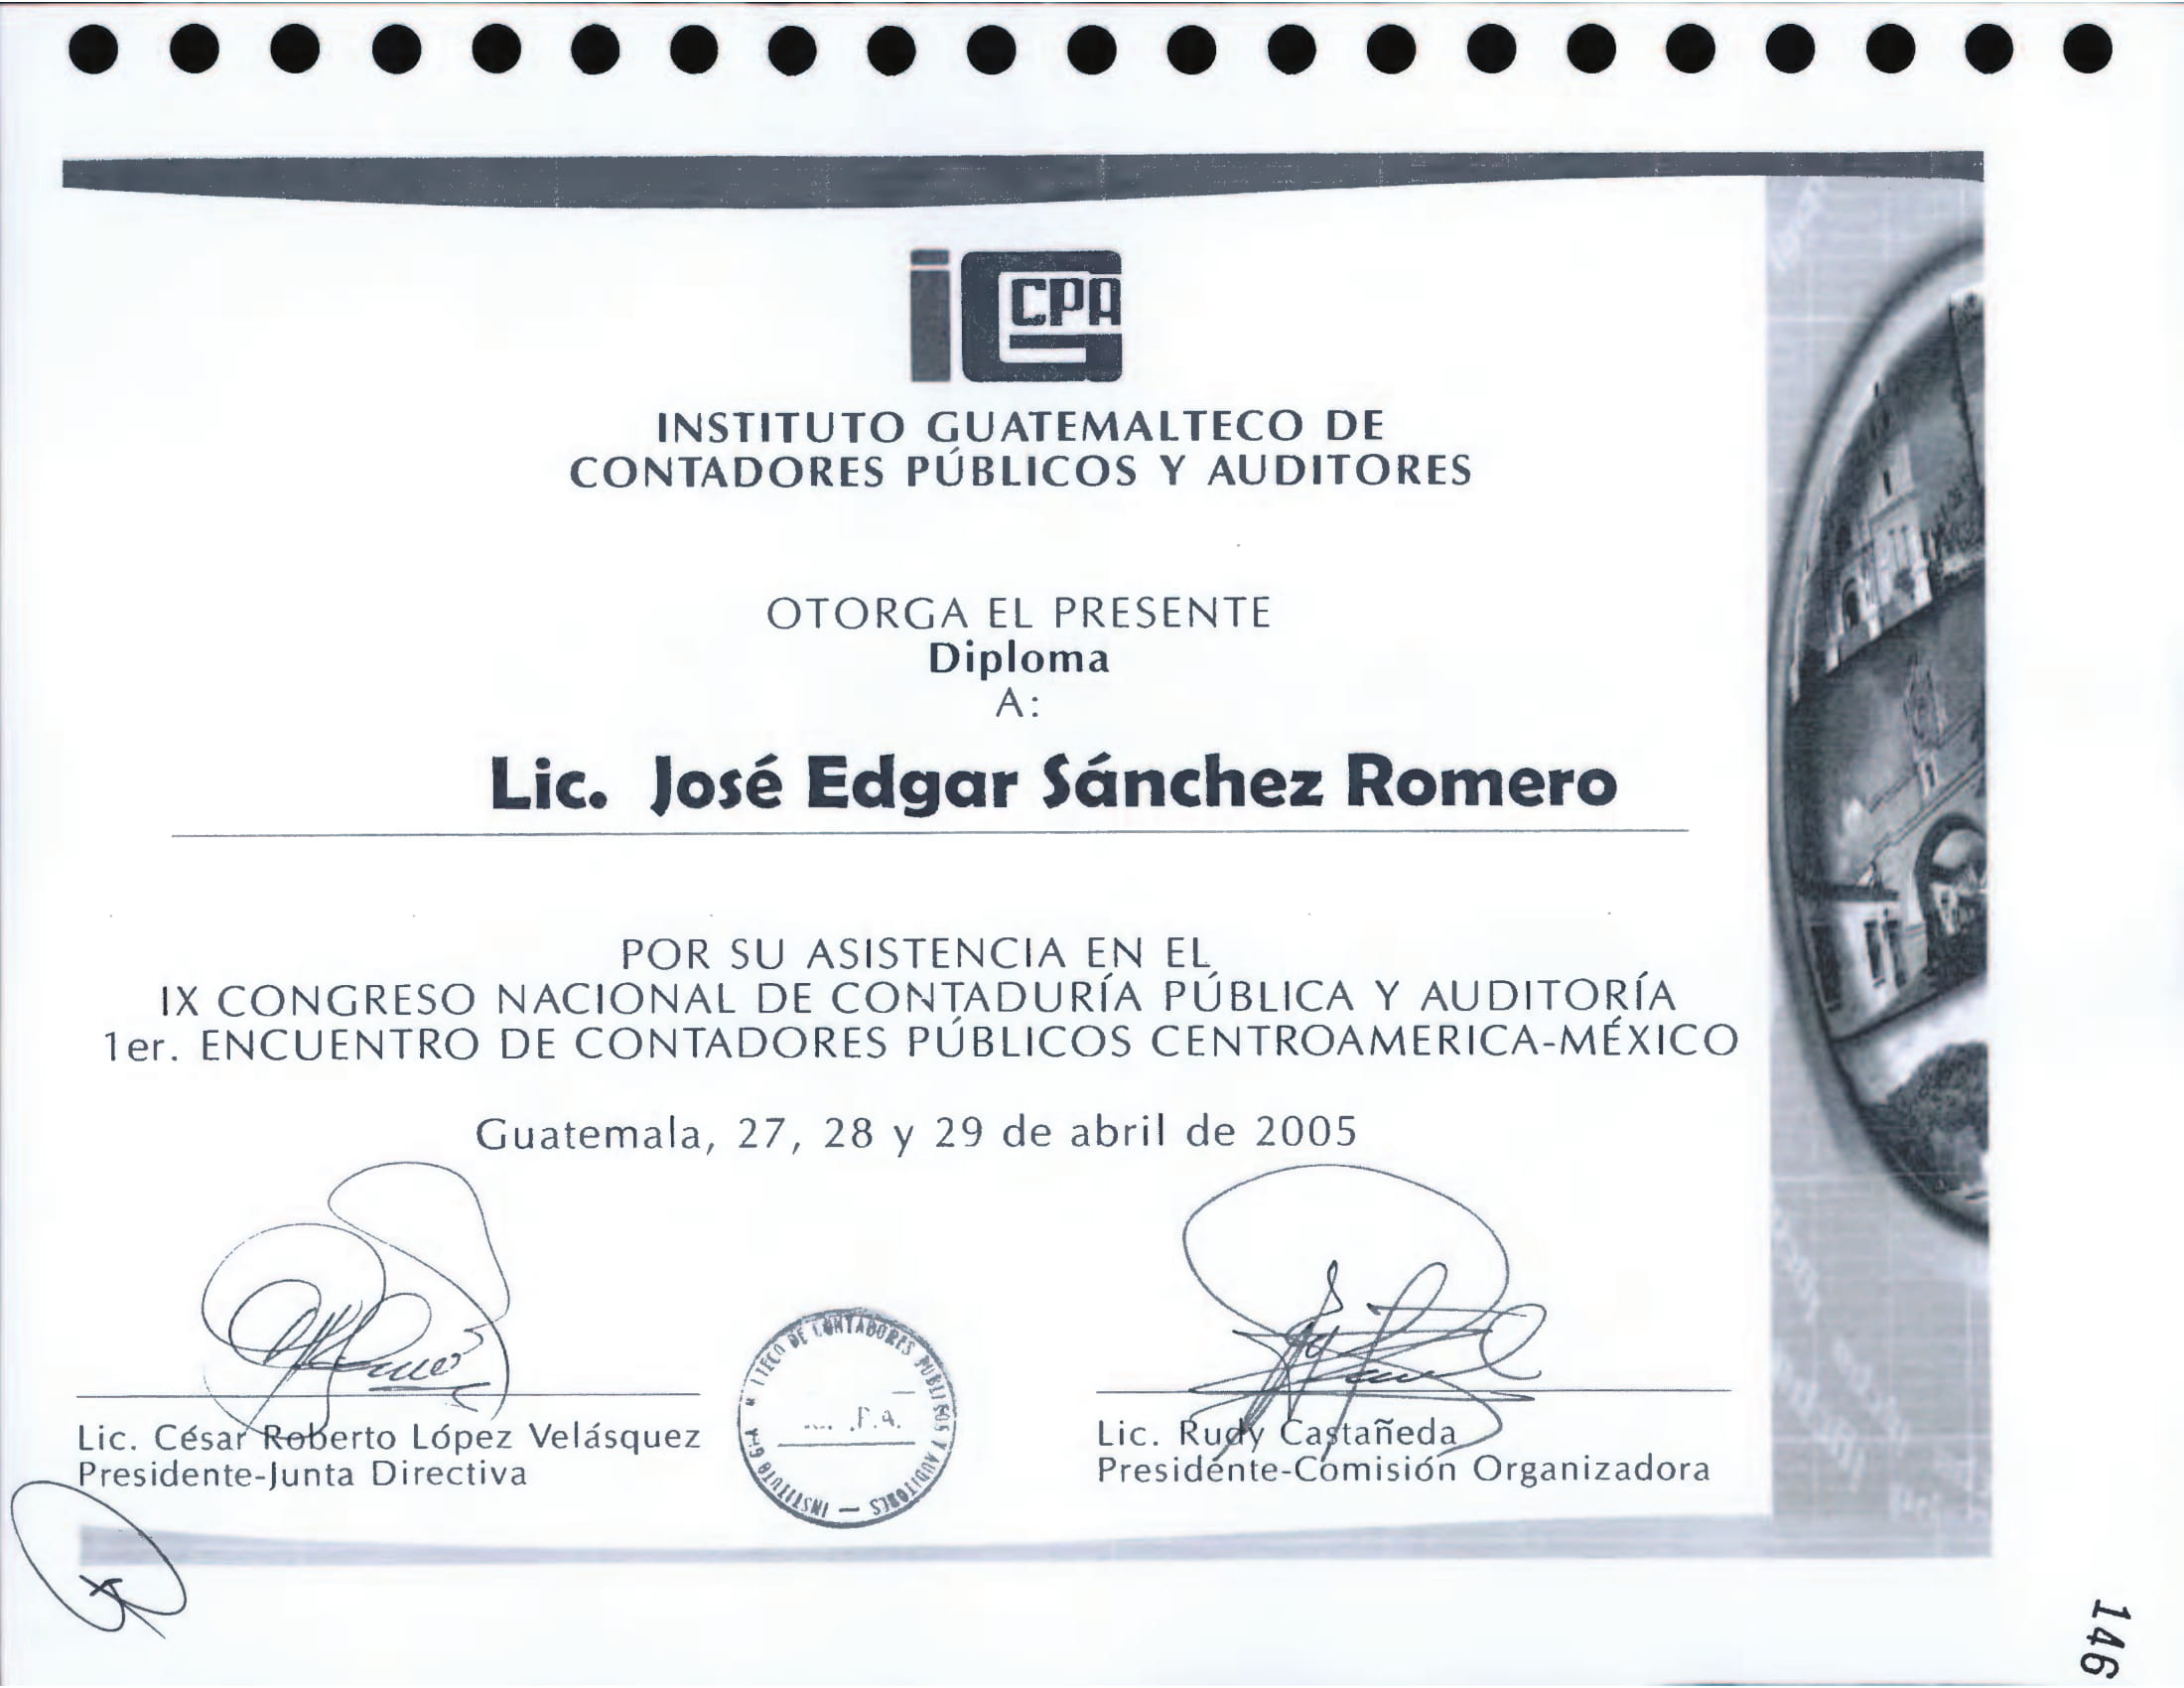 iG CPA
INSTITUTO GUATEMALTECO DE
CONTADORES PÚBLICOS Y AUDITORES
OTORGA EL PRESENTE
Diploma
A:
Lic. José Edgar Sánchez Romero
POR SU ASISTENCIA EN EL
IX CONGRESO NACIONAL DE CONTADURÍA PÚBLICA Y AUDITORÍA
1er. ENCUENTRO DE CONTADORES PÚBLICOS CENTROAMERICA-MÉXICO
Guatemala, 27, 28 y 29 de abril de 2005
Lic. César Roberto López Velásquez
Presidente-Junta Directiva
INSTITUTO DE CONTADORES PUBLICOS Y AUDITORES
Lic. Rudy Castañeda
Presidente-Comisión Organizadora
146